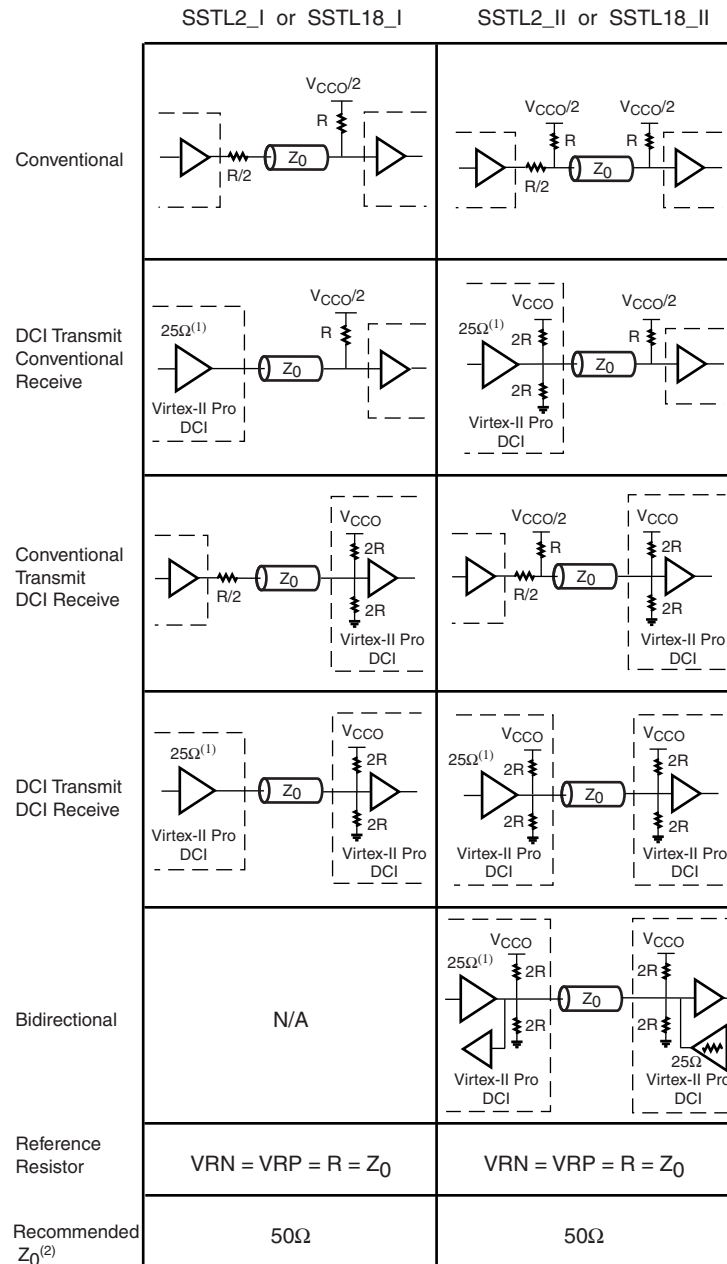 SSTL2_I or SSTL18_I
SSTL2_II or SSTL18_II
Conventional
VCCO/2
R
R/2
Z0
VCCO/2
VCCO/2
R
R
R/2
Z0
DCI Transmit
Conventional
Receive
VCCO/2
25Ω(1)
R
Z0
Virtex-II Pro
DCI
VCCO
VCCO/2
25Ω(1)
2R
R
Z0
2R
Virtex-II Pro
DCI
Conventional
Transmit
DCI Receive
VCCO
2R
R/2
Z0
2R
Virtex-II Pro
DCI
VCCO/2
VCCO
R
2R
R/2
Z0
2R
Virtex-II Pro
DCI
DCI Transmit
DCI Receive
VCCO
25Ω(1)
2R
Z0
2R
Virtex-II Pro
DCI
Virtex-II Pro
DCI
VCCO
VCCO
25Ω(1)
2R
2R
Z0
2R
2R
Virtex-II Pro
DCI
Virtex-II Pro
DCI
Bidirectional
N/A
VCCO
VCCO
25Ω(1)
2R
2R
Z0
2R
2R
25Ω
Virtex-II Pro
DCI
Virtex-II Pro
DCI
Reference
Resistor
VRN = VRP = R = Z0
VRN = VRP = R = Z0
Recommended
Z0(2)
50Ω
50Ω